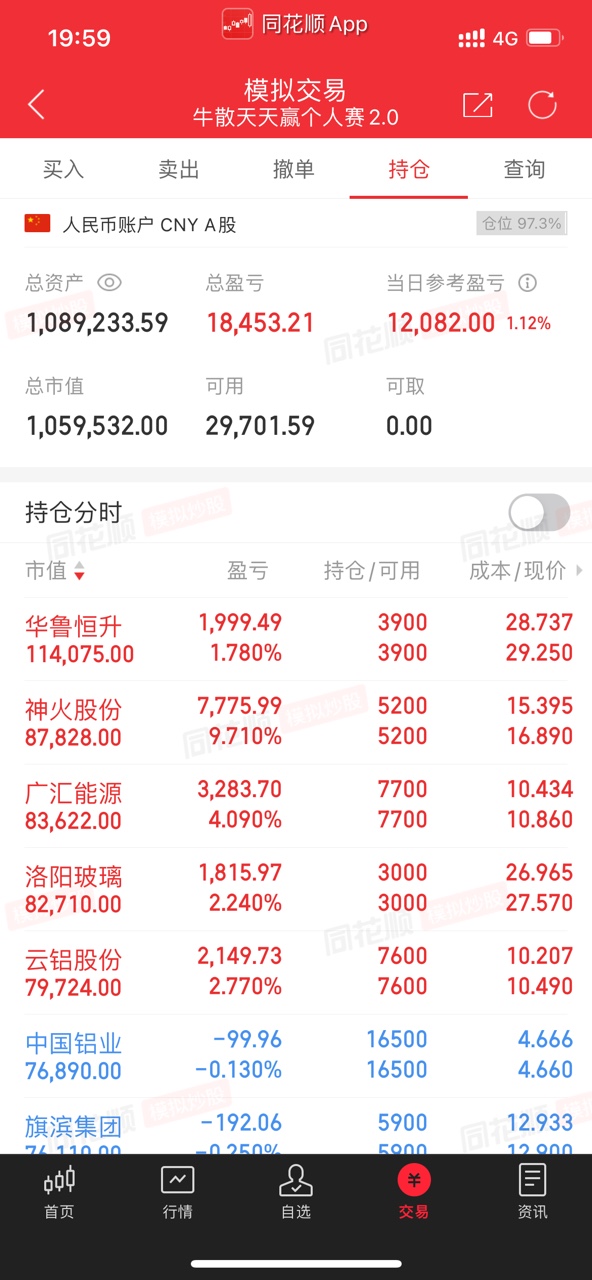 19:59
同花顺App
4G
模拟交易
牛散天天赢个人赛2.0
买入 卖出 撤单 持仓 查询
人民币账户 CNY A股 仓位 97.3%
总资产 总盈亏 当日参考盈亏
1,089,233.59 18,453.21 12,082.00 1.12%
总市值 可用 可取
1,059,532.00 29,701.59 0.00
持仓分时
市值 盈亏 持仓/可用 成本/现价
华鲁恒升 1,999.49 3900 28.737
114,075.00 1.780% 3900 29.250
神火股份 7,775.99 5200 15.395
87,828.00 9.710% 5200 16.890
广汇能源 3,283.70 7700 10.434
83,622.00 4.090% 7700 10.860
洛阳玻璃 1,815.97 3000 26.965
82,710.00 2.240% 3000 27.570
云铝股份 2,149.73 7600 10.207
79,724.00 2.770% 7600 10.490
中国铝业 -99.96 16500 4.666
76,890.00 -0.130% 16500 4.660
旗滨集团 -192.06 5900 12.933
76,110.00 -0.250% 5900 12.900
首页 行情 自选 交易 资讯